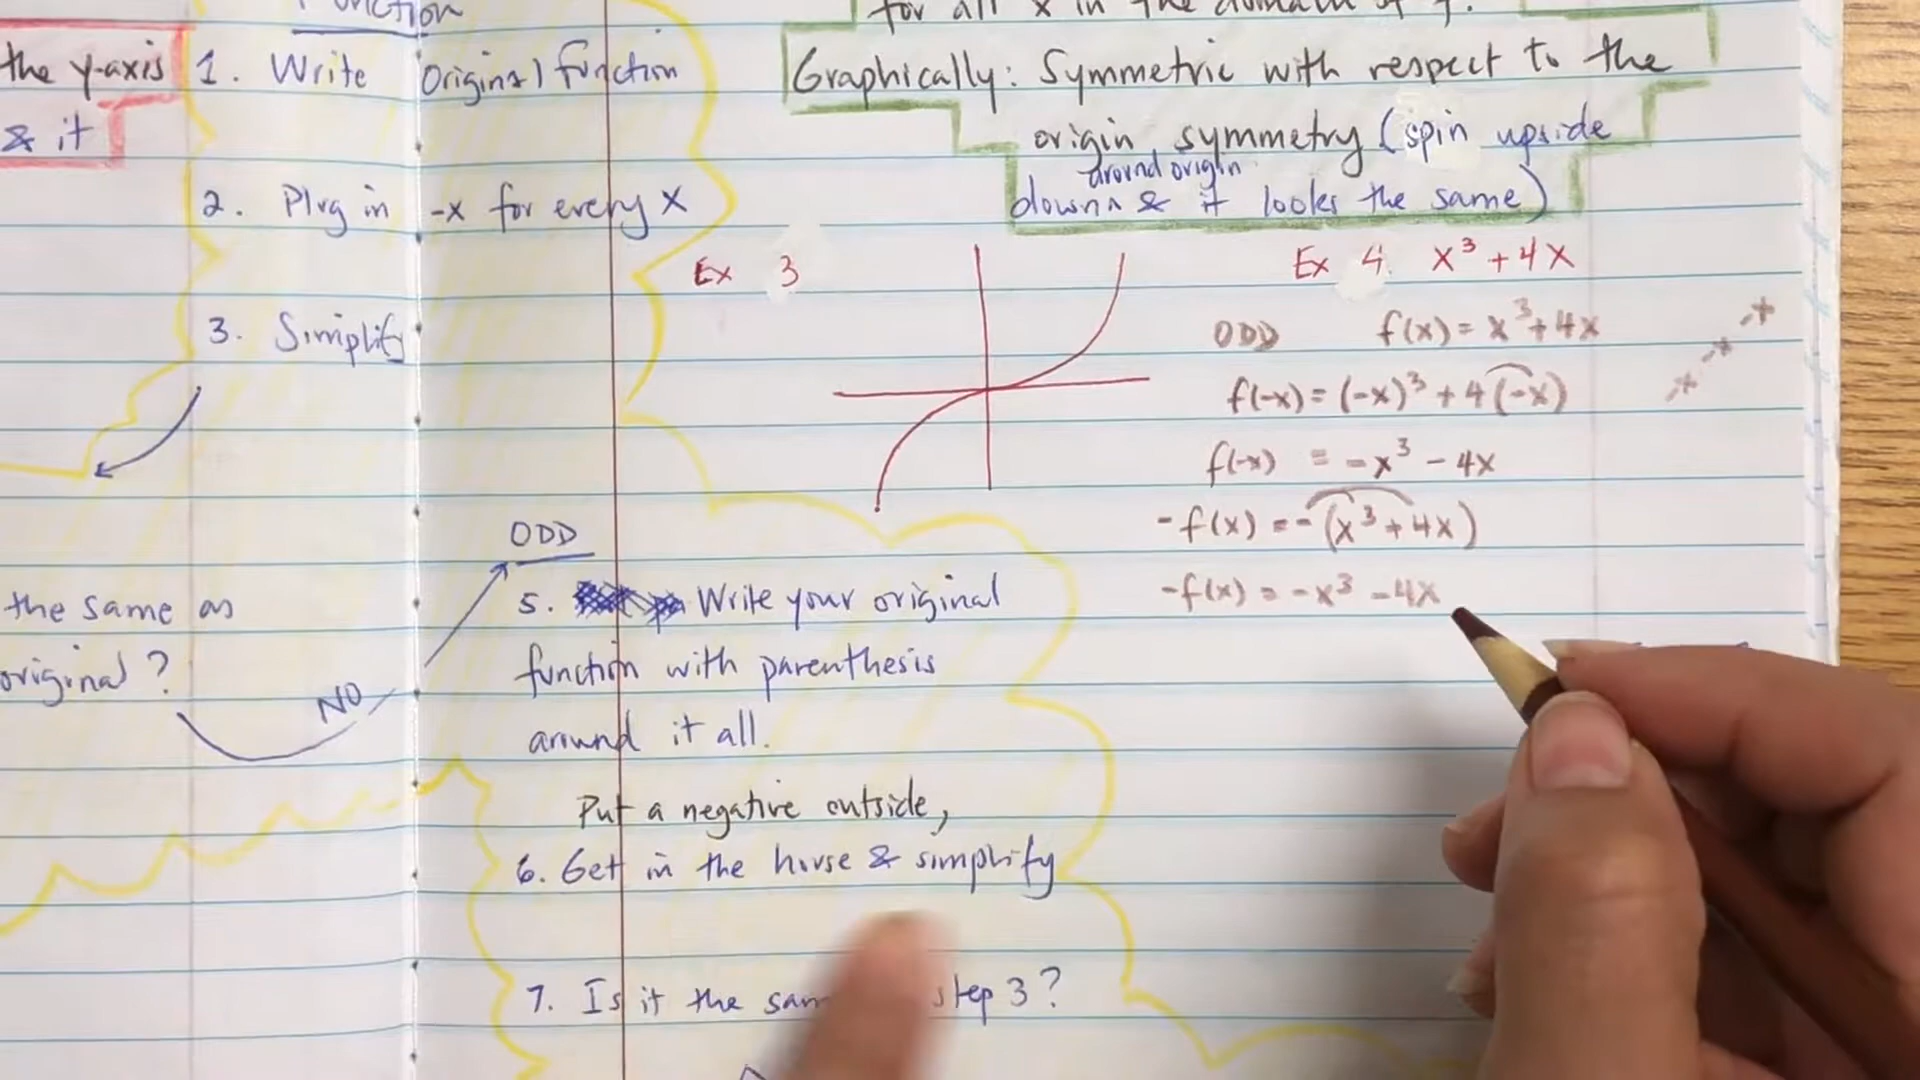 Function
the y-axis
& it
1. Write Original function
2. Plug in -x for every x
3. Simplify
the same as
original?
NO
for all x in the domain of f.
Graphically: Symmetric with respect to the
origin symmetry (spin upside
around origin
down ^ & it looks the same)
Ex 3
Ex 4. x³ + 4x
ODD f(x) = x³ + 4x
f(-x) = (-x)³ + 4(-x)
f(-x) = -x³ - 4x
-f(x) = -(x³ + 4x)
-f(x) = -x³ - 4x
ODD
5. Write your original
function with parenthesis
around it all.
Put a negative outside,
6. Get in the house & simplify
7. Is it the step 3?